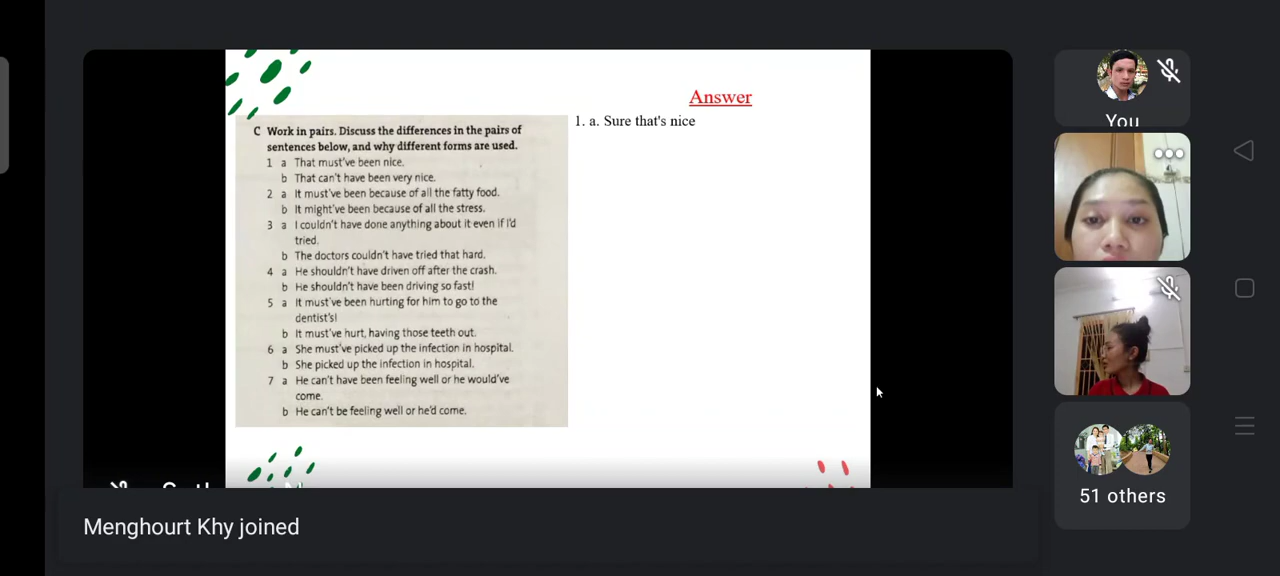 Answer
1. a. Sure that's nice
C Work in pairs. Discuss the differences in the pairs of
sentences below, and why different forms are used.
1 a That must've been nice.
b That can't have been very nice.
2 a It must've been because of all the fatty food.
b It might've been because of all the stress.
3 a I couldn't have done anything about it even if I'd
tried.
b The doctors couldn't have tried that hard.
4 a He shouldn't have driven off after the crash.
b He shouldn't have been driving so fast!
5 a It must've been hurting for him to go to the
dentist's!
b It must've hurt, having those teeth out.
6 a She must've picked up the infection in hospital.
b She picked up the infection in hospital.
7 a He can't have been feeling well or he would've
come.
b He can't be feeling well or he'd come.
You
51 others
Menghourt Khy joined